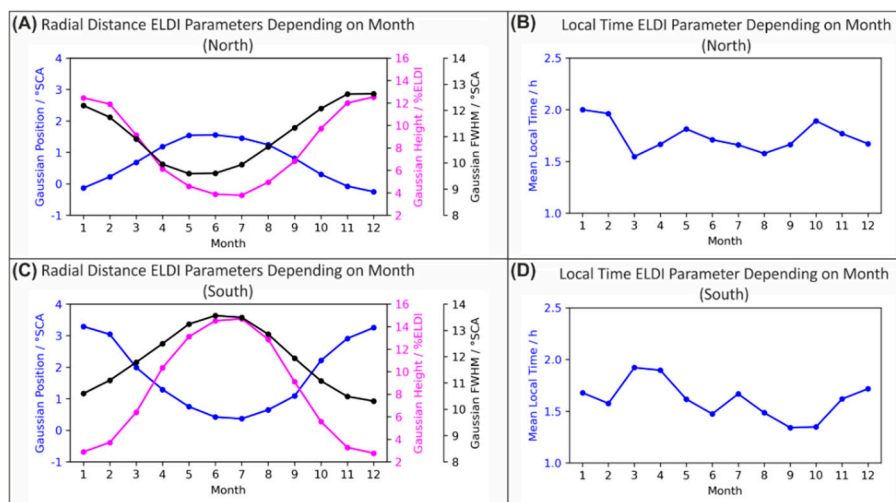 (A) Radial Distance ELDI Parameters Depending on Month
(North)
4
3
2
1
0
-1
Gaussian Position / °SCA
16
14
12
10
8
6
4
2
Gaussian Height / %ELDI
14
13
12
11
10
9
8
Gaussian FWHM / °SCA
1 2 3 4 5 6 7 8 9 10 11 12
Month
(B) Local Time ELDI Parameter Depending on Month
(North)
2.5
2.0
1.5
1.0
Mean Local Time / h
1 2 3 4 5 6 7 8 9 10 11 12
Month
(C) Radial Distance ELDI Parameters Depending on Month
(South)
4
3
2
1
0
-1
Gaussian Position / °SCA
16
14
12
10
8
6
4
2
Gaussian Height / %ELDI
14
13
12
11
10
9
8
Gaussian FWHM / °SCA
1 2 3 4 5 6 7 8 9 10 11 12
Month
(D) Local Time ELDI Parameter Depending on Month
(South)
2.5
2.0
1.5
1.0
Mean Local Time / h
1 2 3 4 5 6 7 8 9 10 11 12
Month